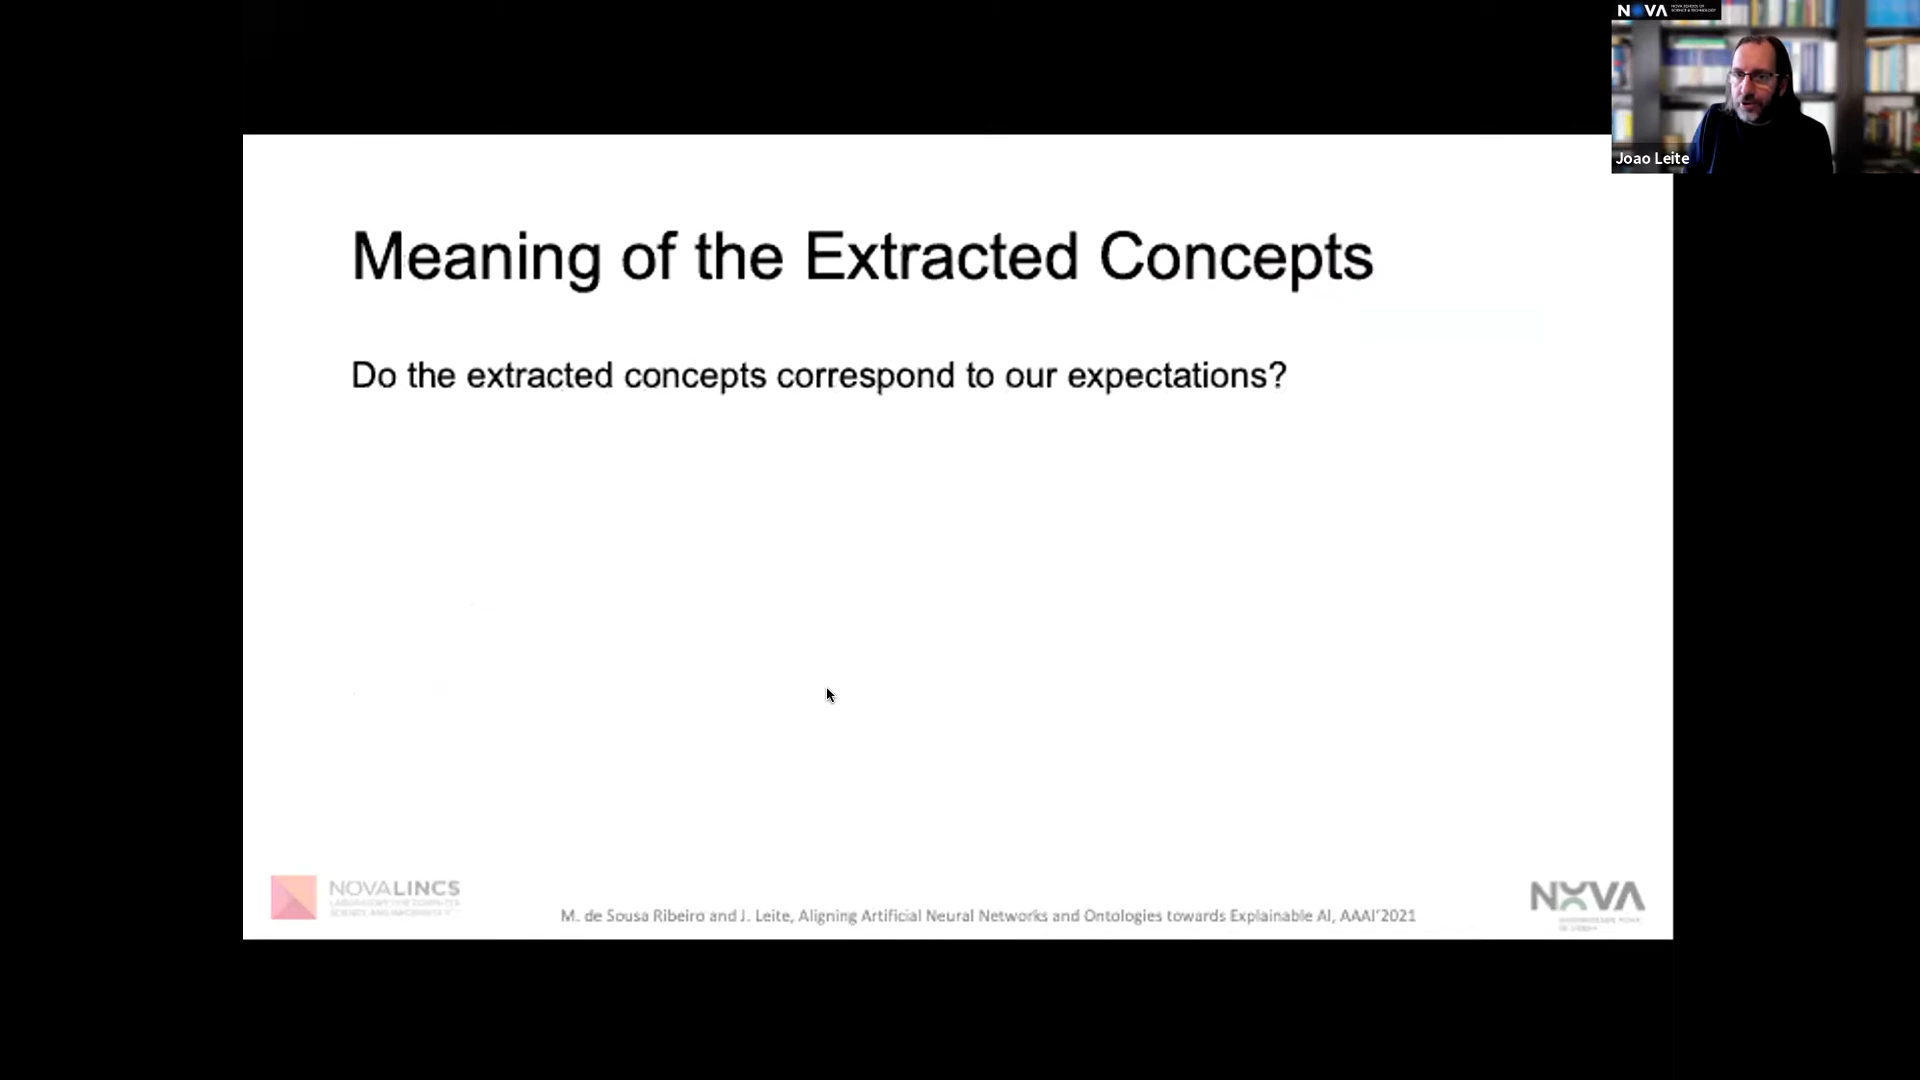 NOVA
Joao Leite
Meaning of the Extracted Concepts
Do the extracted concepts correspond to our expectations?
NOVALINCS
M. de Sousa Ribeiro and J. Leite, Aligning Artificial Neural Networks and Ontologies towards Explainable AI, AAAI'2021
NOVA